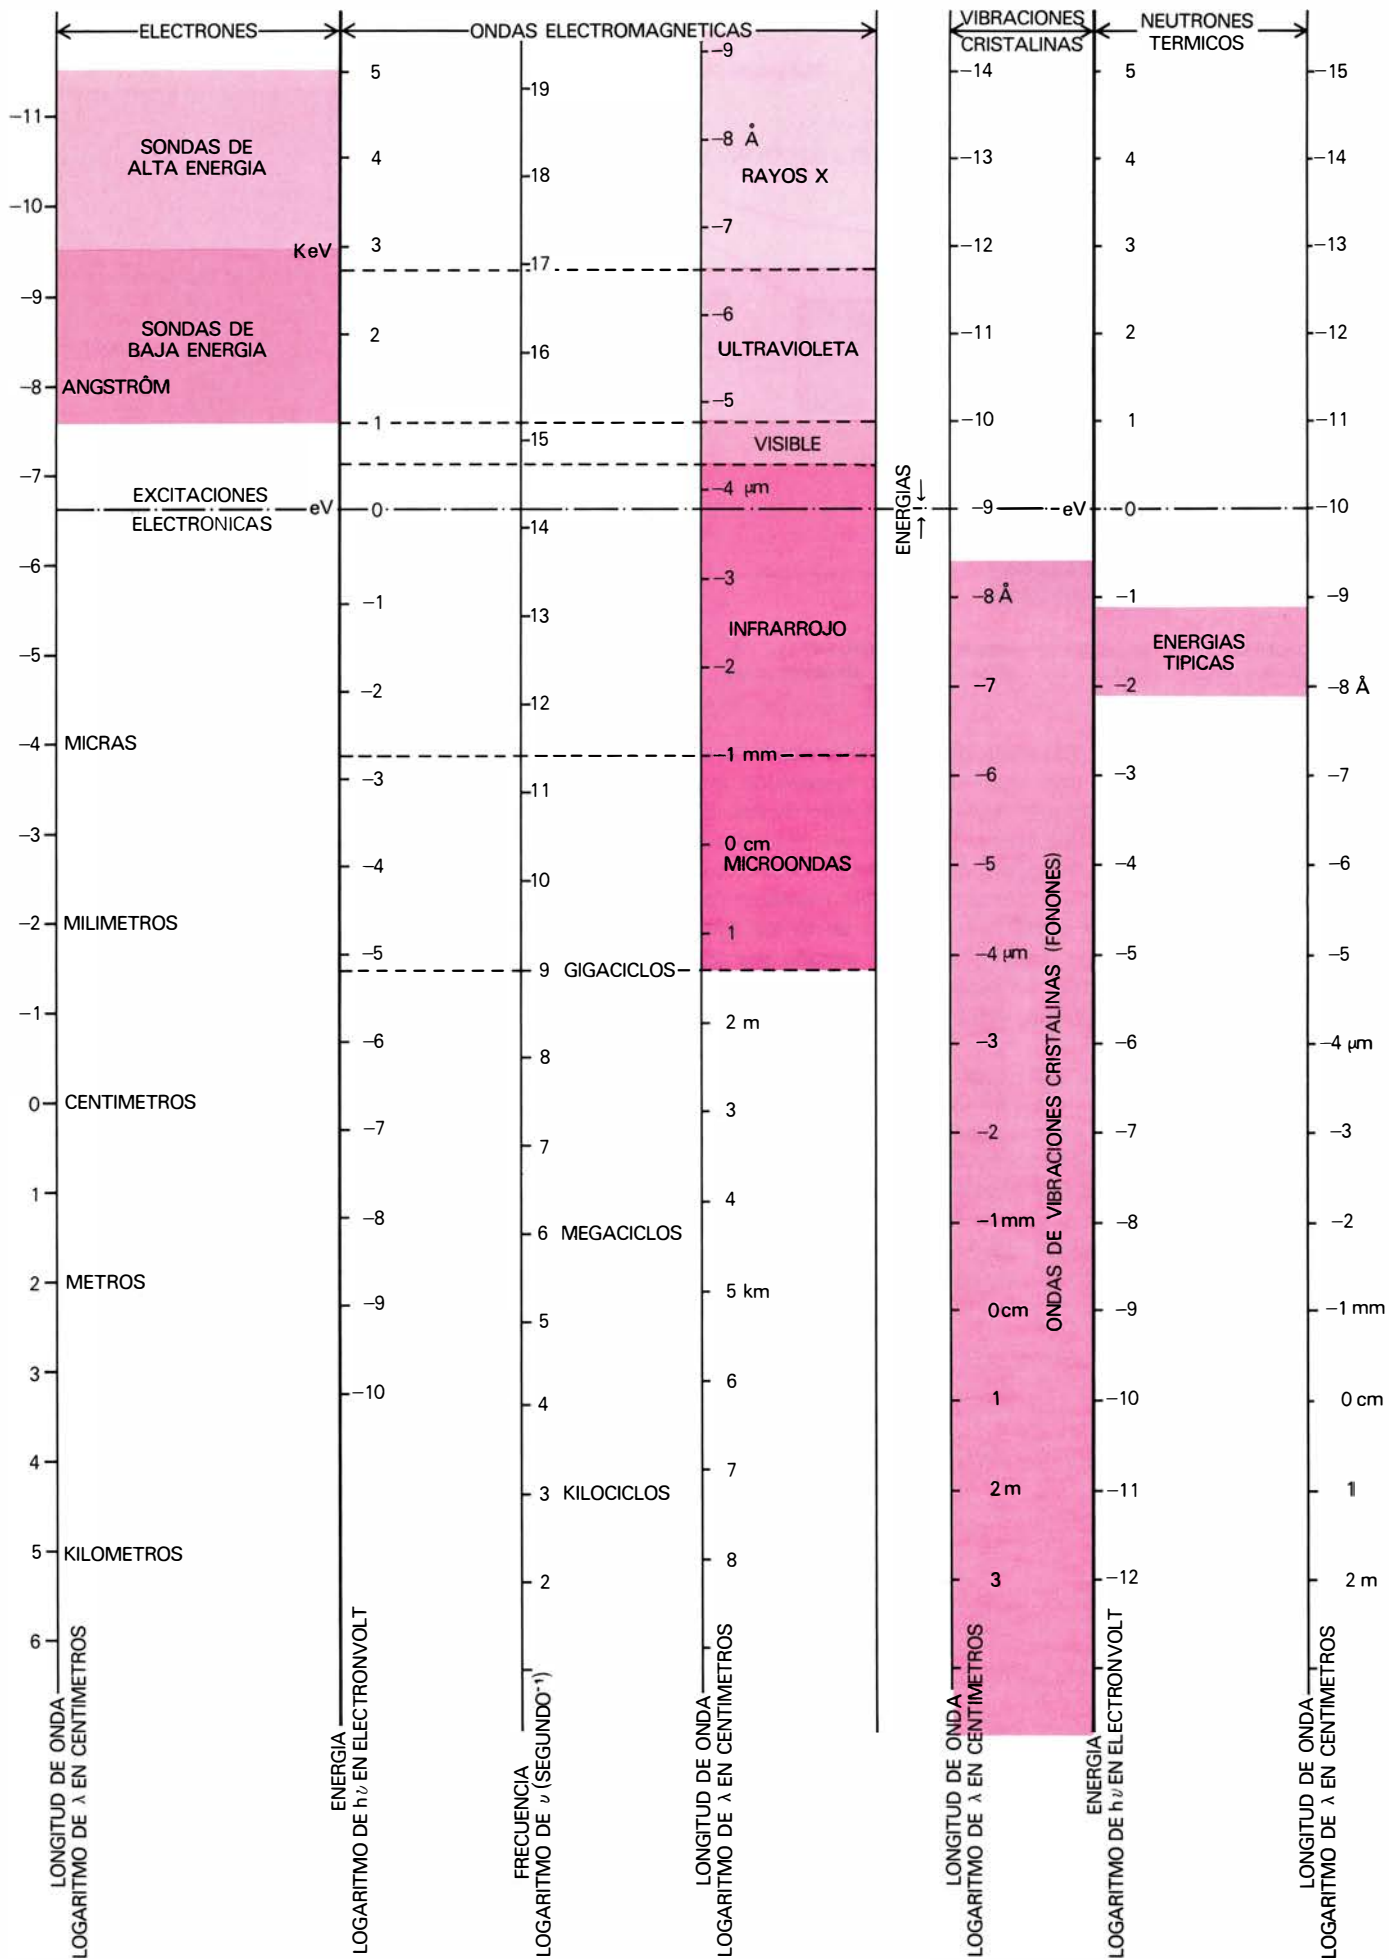 ELECTRONES
ONDAS ELECTROMAGNETICAS
VIBRACIONES
CRISTALINAS
NEUTRONES
TERMICOS
−11
−10
−9
−8 ANGSTRÔM
−7
−6
−5
−4 MICRAS
−3
−2 MILIMETROS
−1
0 CENTIMETROS
1
2 METROS
3
4
5 KILOMETROS
6
LONGITUD DE ONDA
LOGARITMO DE λ EN CENTIMETROS
SONDAS DE
ALTA ENERGIA
SONDAS DE
BAJA ENERGIA
EXCITACIONES
ELECTRONICAS
KeV
eV
5
4
3
2
1
0
−1
−2
−3
−4
−5
−6
−7
−8
−9
−10
ENERGIA
LOGARITMO DE hν EN ELECTRONVOLT
19
18
17
16
15
14
13
12
11
10
9 GIGACICLOS
8
7
6 MEGACICLOS
5
4
3 KILOCICLOS
2
FRECUENCIA
LOGARITMO DE υ (SEGUNDO⁻¹)
−9
−8 Å
RAYOS X
−7
−6
ULTRAVIOLETA
−5
VISIBLE
−4 μm
−3
INFRARROJO
−2
−1 mm
0 cm
MICROONDAS
1
2 m
3
4
5 km
6
7
8
LONGITUD DE ONDA
LOGARITMO DE λ EN CENTIMETROS
ENERGIAS
−14
−13
−12
−11
−10
−9
−8 Å
−7
−6
−5
−4 μm
−3
−2
−1 mm
0 cm
1
2 m
3
ONDAS DE VIBRACIONES CRISTALINAS (FONONES)
LONGITUD DE ONDA
LOGARITMO DE λ EN CENTIMETROS
eV
5
4
3
2
1
0
−1
−2
−3
−4
−5
−6
−7
−8
−9
−10
−11
−12
ENERGIA
LOGARITMO DE hν EN ELECTRONVOLT
ENERGIAS
TIPICAS
−15
−14
−13
−12
−11
−10
−9
−8 Å
−7
−6
−5
−4 μm
−3
−2
−1 mm
0 cm
1
2 m
LONGITUD DE ONDA
LOGARITMO DE λ EN CENTIMETROS